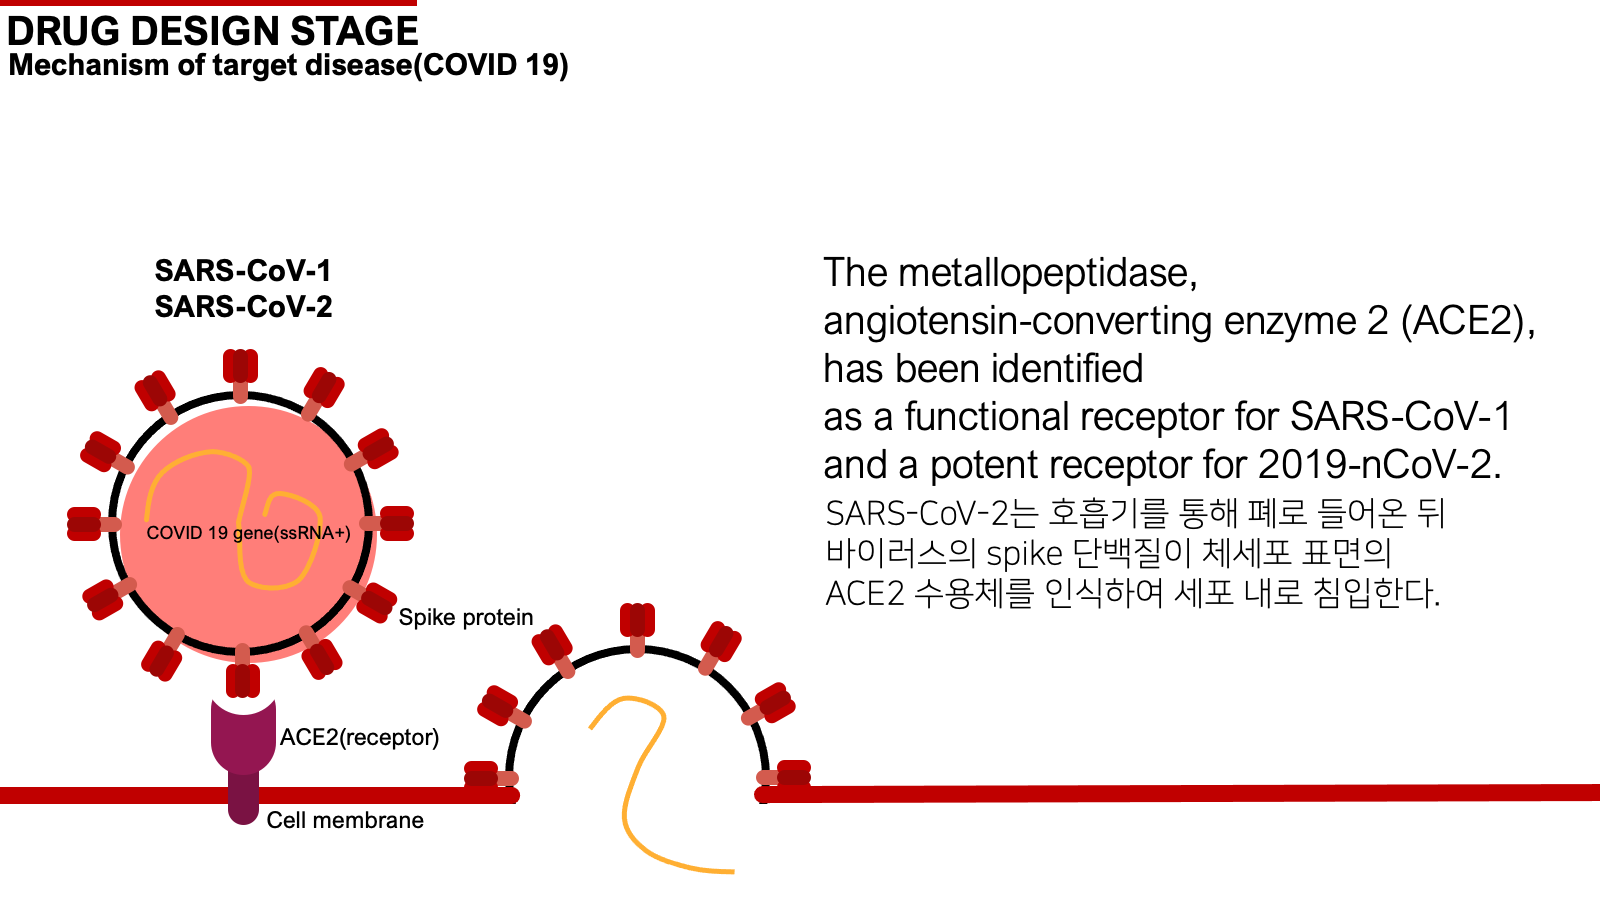 DRUG DESIGN STAGE
Mechanism of target disease(COVID 19)
SARS-CoV-1
SARS-CoV-2
COVID 19 gene(ssRNA+)
Spike protein
ACE2(receptor)
Cell membrane
The metallopeptidase,
angiotensin-converting enzyme 2 (ACE2),
has been identified
as a functional receptor for SARS-CoV-1
and a potent receptor for 2019-nCoV-2.
SARS-CoV-2는 호흡기를 통해 폐로 들어온 뒤
바이러스의 spike 단백질이 체세포 표면의
ACE2 수용체를 인식하여 세포 내로 침입한다.